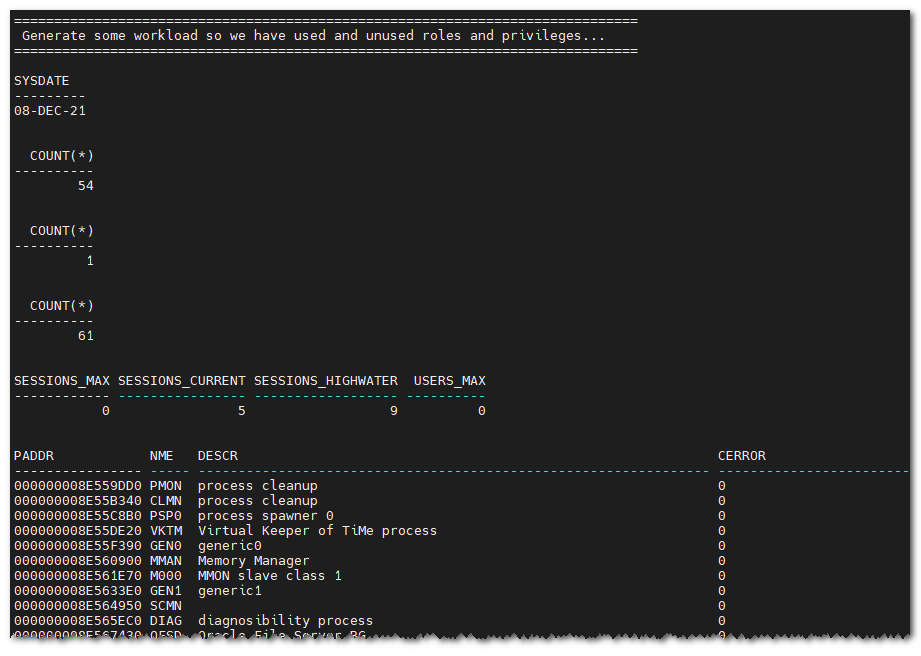 ==============================================================================
 Generate some workload so we have used and unused roles and privileges...
==============================================================================
SYSDATE
---------
08-DEC-21
  COUNT(*)
----------
        54
  COUNT(*)
----------
         1
  COUNT(*)
----------
        61
SESSIONS_MAX SESSIONS_CURRENT SESSIONS_HIGHWATER  USERS_MAX
------------ ---------------- ------------------ ----------
           0                5                  9          0
PADDR            NME   DESCR                                                            CERROR
---------------- ----- ---------------------------------------------------------------- ------------------------
000000008E559DD0 PMON  process cleanup                                                  0
000000008E55B340 CLMN  process cleanup                                                  0
000000008E55C8B0 PSP0  process spawner 0                                                0
000000008E55DE20 VKTM  Virtual Keeper of TiMe process                                   0
000000008E55F390 GEN0  generic0                                                         0
000000008E560900 MMAN  Memory Manager                                                   0
000000008E561E70 M000  MMON slave class 1                                               0
000000008E5633E0 GEN1  generic1                                                         0
000000008E564950 SCMN                                                                   0
000000008E565EC0 DIAG  diagnosibility process                                           0
000000008E567430 OFSD  Oracle File Server BG                                            0